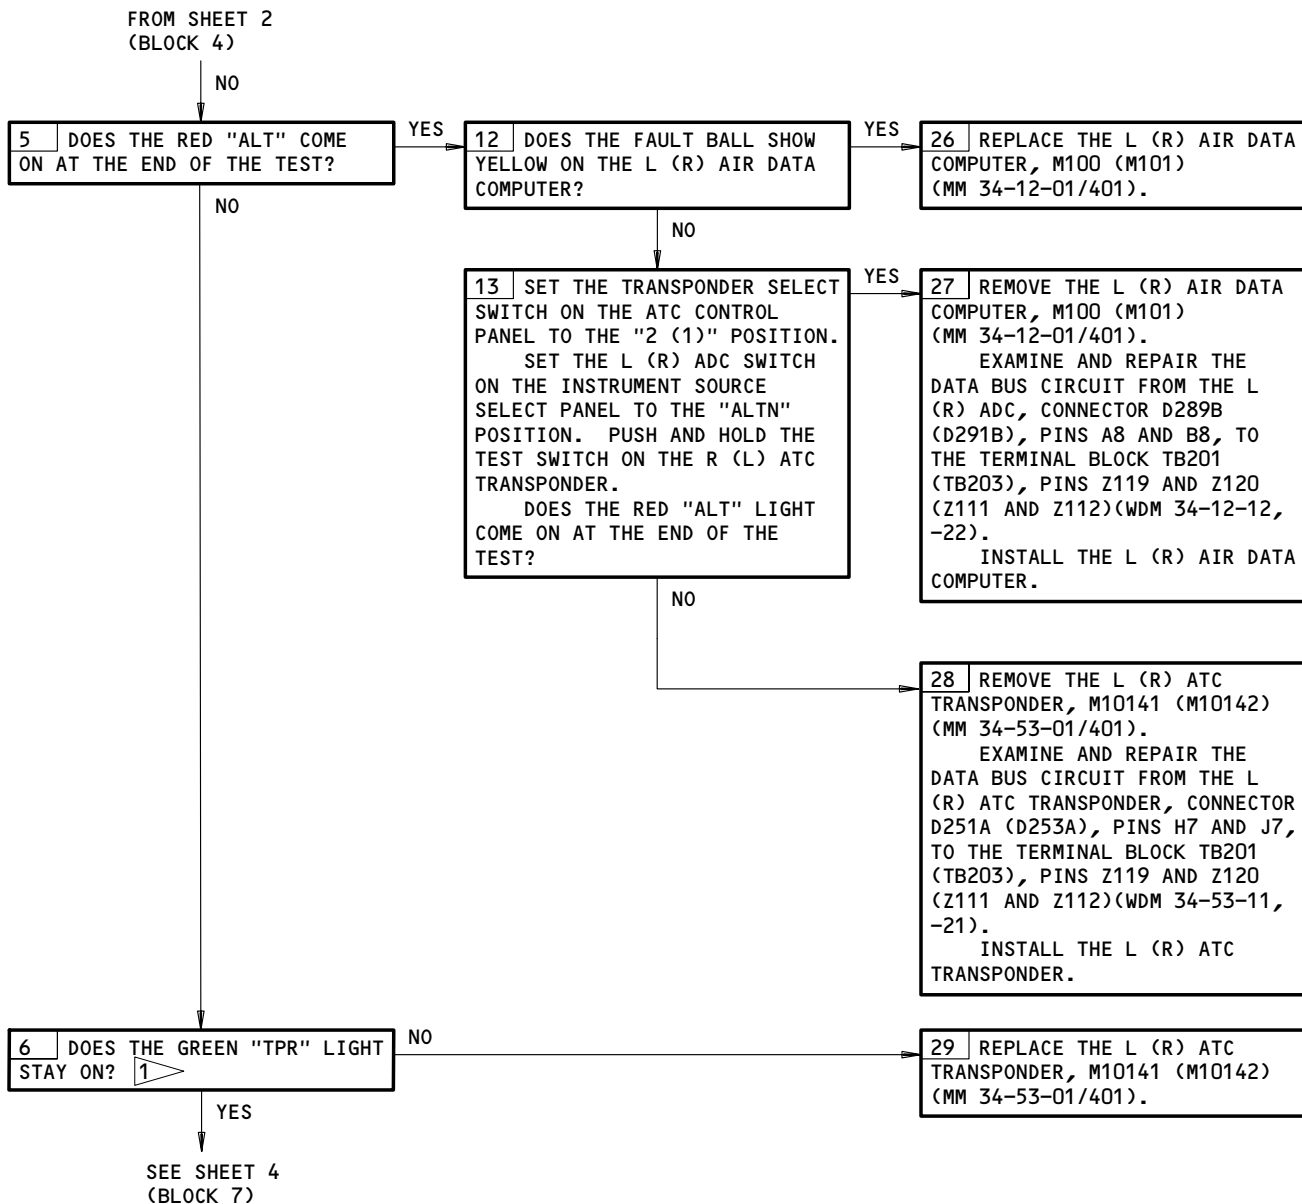 FROM SHEET 2
(BLOCK 4)
NO
5 DOES THE RED "ALT" COME
ON AT THE END OF THE TEST?
YES
NO
12 DOES THE FAULT BALL SHOW
YELLOW ON THE L (R) AIR DATA
COMPUTER?
YES
NO
26 REPLACE THE L (R) AIR DATA
COMPUTER, M100 (M101)
(MM 34-12-01/401).
13 SET THE TRANSPONDER SELECT
SWITCH ON THE ATC CONTROL
PANEL TO THE "2 (1)" POSITION.
SET THE L (R) ADC SWITCH
ON THE INSTRUMENT SOURCE
SELECT PANEL TO THE "ALTN"
POSITION. PUSH AND HOLD THE
TEST SWITCH ON THE R (L) ATC
TRANSPONDER.
DOES THE RED "ALT" LIGHT
COME ON AT THE END OF THE
TEST?
YES
NO
27 REMOVE THE L (R) AIR DATA
COMPUTER, M100 (M101)
(MM 34-12-01/401).
EXAMINE AND REPAIR THE
DATA BUS CIRCUIT FROM THE L
(R) ADC, CONNECTOR D289B
(D291B), PINS A8 AND B8, TO
THE TERMINAL BLOCK TB201
(TB203), PINS Z119 AND Z120
(Z111 AND Z112)(WDM 34-12-12,
-22).
INSTALL THE L (R) AIR DATA
COMPUTER.
28 REMOVE THE L (R) ATC
TRANSPONDER, M10141 (M10142)
(MM 34-53-01/401).
EXAMINE AND REPAIR THE
DATA BUS CIRCUIT FROM THE L
(R) ATC TRANSPONDER, CONNECTOR
D251A (D253A), PINS H7 AND J7,
TO THE TERMINAL BLOCK TB201
(TB203), PINS Z119 AND Z120
(Z111 AND Z112)(WDM 34-53-11,
-21).
INSTALL THE L (R) ATC
TRANSPONDER.
6 DOES THE GREEN "TPR" LIGHT
STAY ON? 1
NO
YES
29 REPLACE THE L (R) ATC
TRANSPONDER, M10141 (M10142)
(MM 34-53-01/401).
SEE SHEET 4
(BLOCK 7)